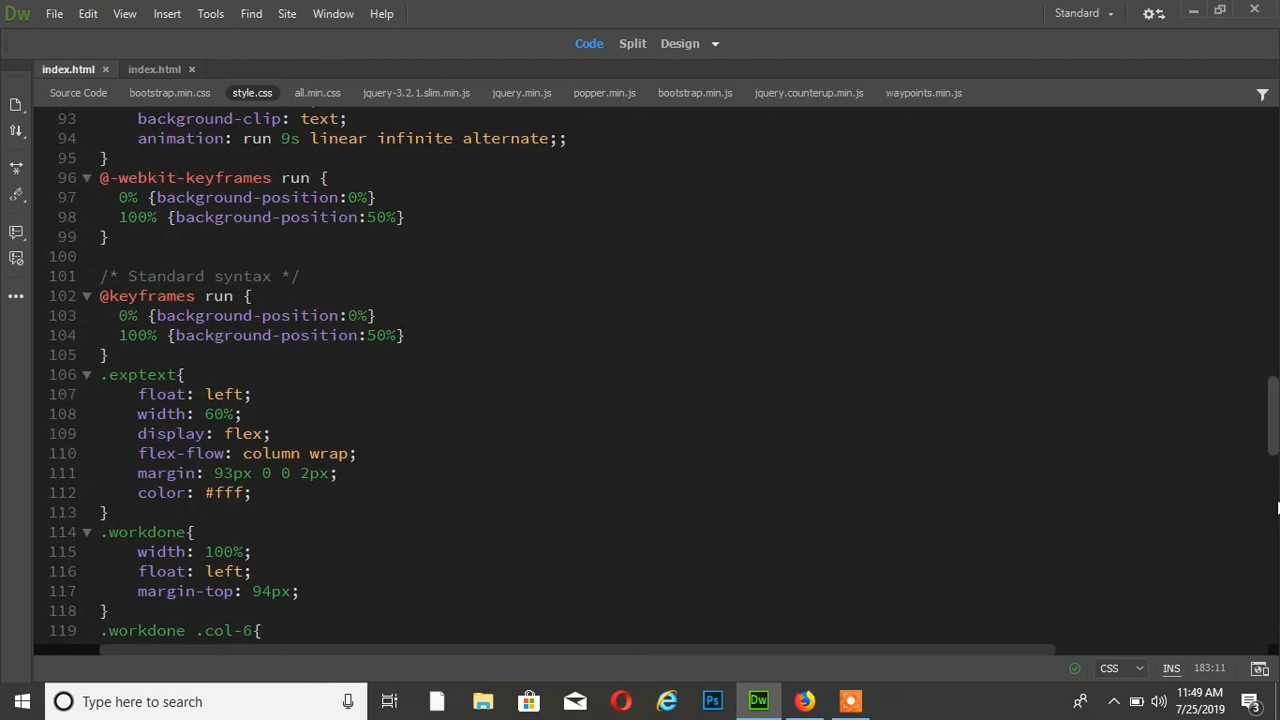 Dw File Edit View Insert Tools Find Site Window Help Standard
Code Split Design
index.html × index.html ×
Source Code bootstrap.min.css style.css all.min.css jquery-3.2.1.slim.min.js jquery.min.js popper.min.js bootstrap.min.js jquery.counterup.min.js waypoints.min.js
93 background-clip: text;
94 animation: run 9s linear infinite alternate;;
95 }
96 @-webkit-keyframes run {
97 0% {background-position:0%}
98 100% {background-position:50%}
99 }
100
101 /* Standard syntax */
102 @keyframes run {
103 0% {background-position:0%}
104 100% {background-position:50%}
105 }
106 .exptext{
107 float: left;
108 width: 60%;
109 display: flex;
110 flex-flow: column wrap;
111 margin: 93px 0 0 2px;
112 color: #fff;
113 }
114 .workdone{
115 width: 100%;
116 float: left;
117 margin-top: 94px;
118 }
119 .workdone .col-6{
CSS INS 183:11
Type here to search Ps Dw 11:49 AM
7/25/2019 3